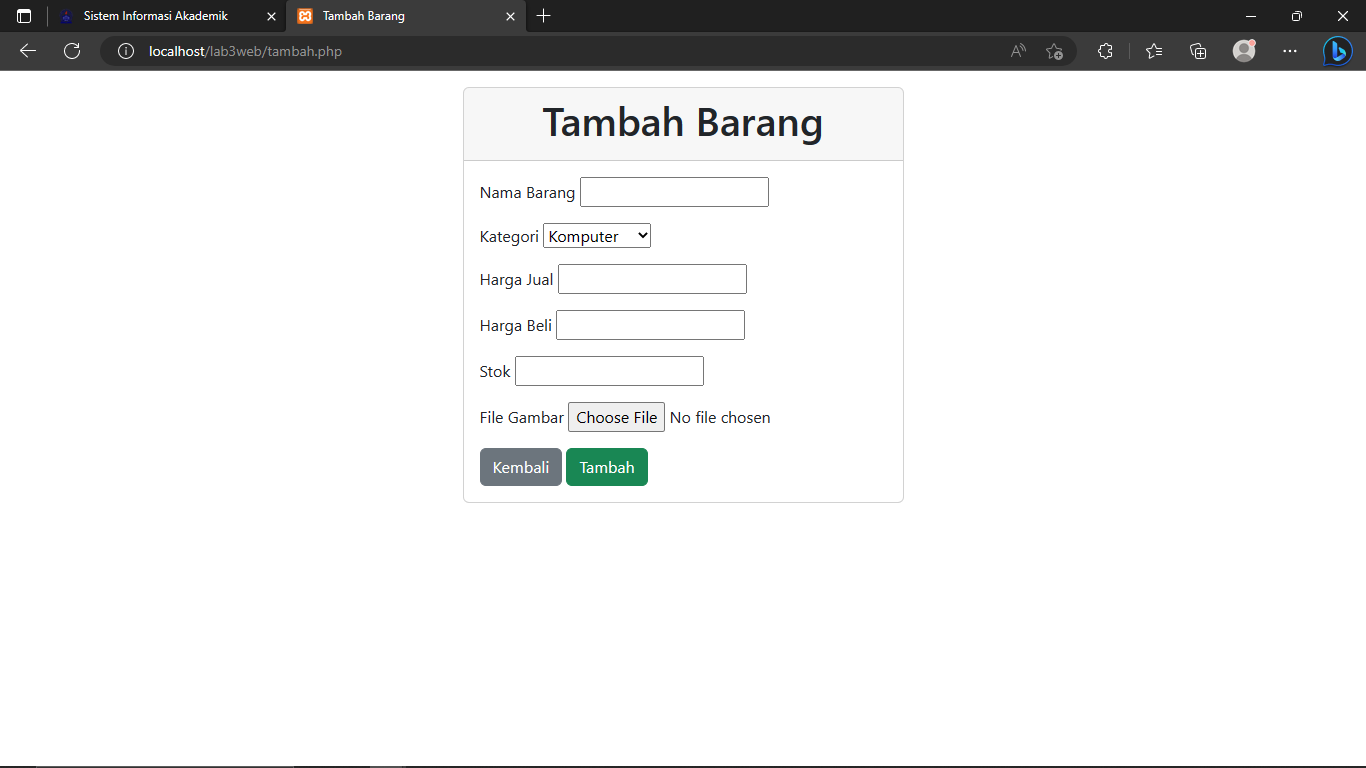 Sistem Informasi Akademik
Tambah Barang
localhost/lab3web/tambah.php
Tambah Barang
Nama Barang
Kategori Komputer
Harga Jual
Harga Beli
Stok
File Gambar Choose File No file chosen
Kembali Tambah